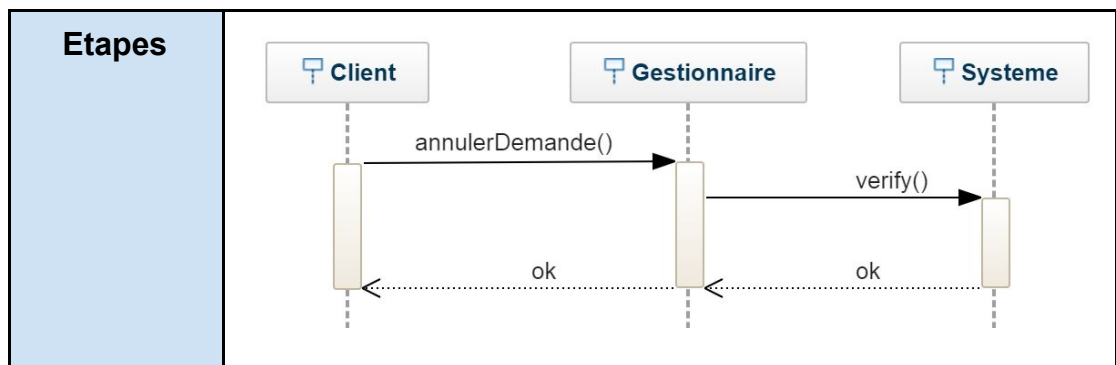 Etapes
Client
Gestionnaire
Systeme
annulerDemande()
verify()
ok
ok